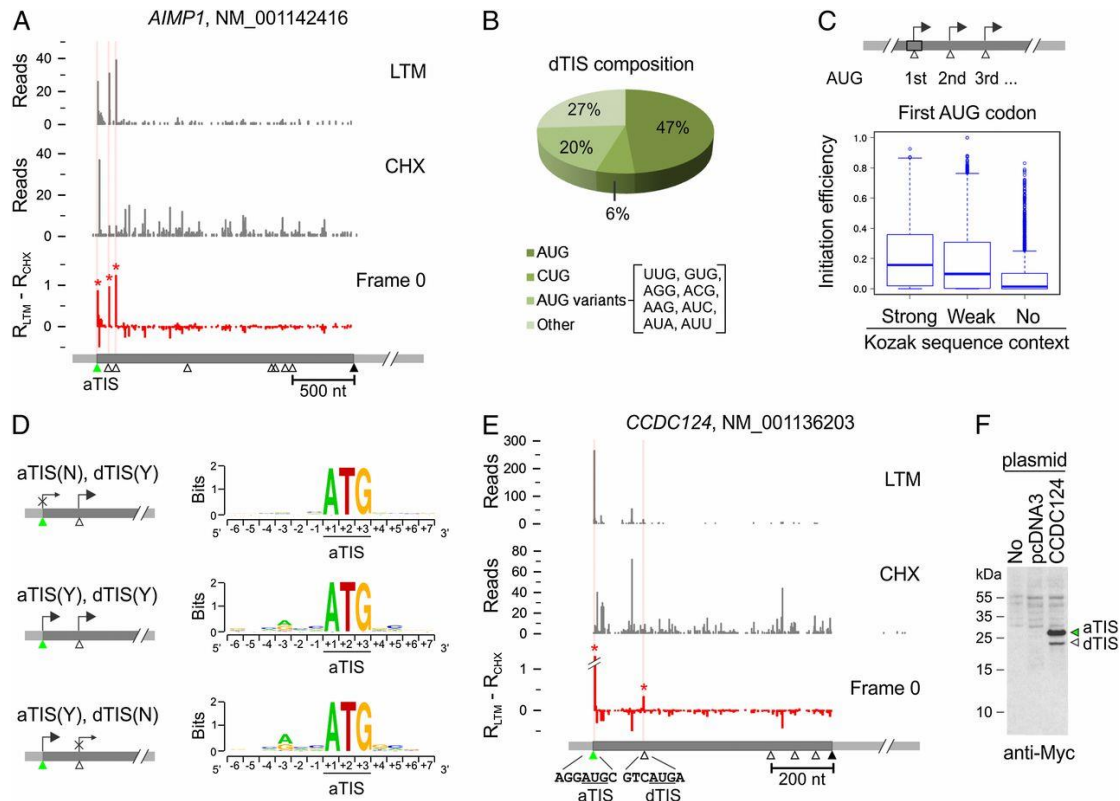 A
AIMP1, NM_001142416
LTM
Reads
40
20
0
CHX
Reads
40
20
0
Frame 0
R_LTM - R_CHX
1
0
aTIS
500 nt
B
dTIS composition
27%
47%
20%
6%
AUG
CUG
AUG variants
Other
UUG, GUG,
AGG, ACG,
AAG, AUC,
AUA, AUU
C
AUG 1st 2nd 3rd ...
First AUG codon
Initiation efficiency
1.0
0.8
0.6
0.4
0.2
0.0
Strong Weak No
Kozak sequence context
D
aTIS(N), dTIS(Y)
Bits
2
1
0
ATG
5' -6 -5 -4 -3 -2 -1 +1 +2 +3 +4 +5 +6 +7 3'
aTIS
aTIS(Y), dTIS(Y)
Bits
2
1
0
A
ATG
5' -6 -5 -4 -3 -2 -1 +1 +2 +3 +4 +5 +6 +7 3'
aTIS
aTIS(Y), dTIS(N)
Bits
2
1
0
A
ATG
5' -6 -5 -4 -3 -2 -1 +1 +2 +3 +4 +5 +6 +7 3'
aTIS
E
CCDC124, NM_001136203
LTM
Reads
300
250
200
150
100
50
0
CHX
Reads
80
60
40
20
0
Frame 0
R_LTM - R_CHX
1
0
200 nt
AGGAUGC GTCAUGA
aTIS dTIS
F
plasmid
No
pcDNA3
CCDC124
kDa
55
35
25
15
10
aTIS
dTIS
anti-Myc